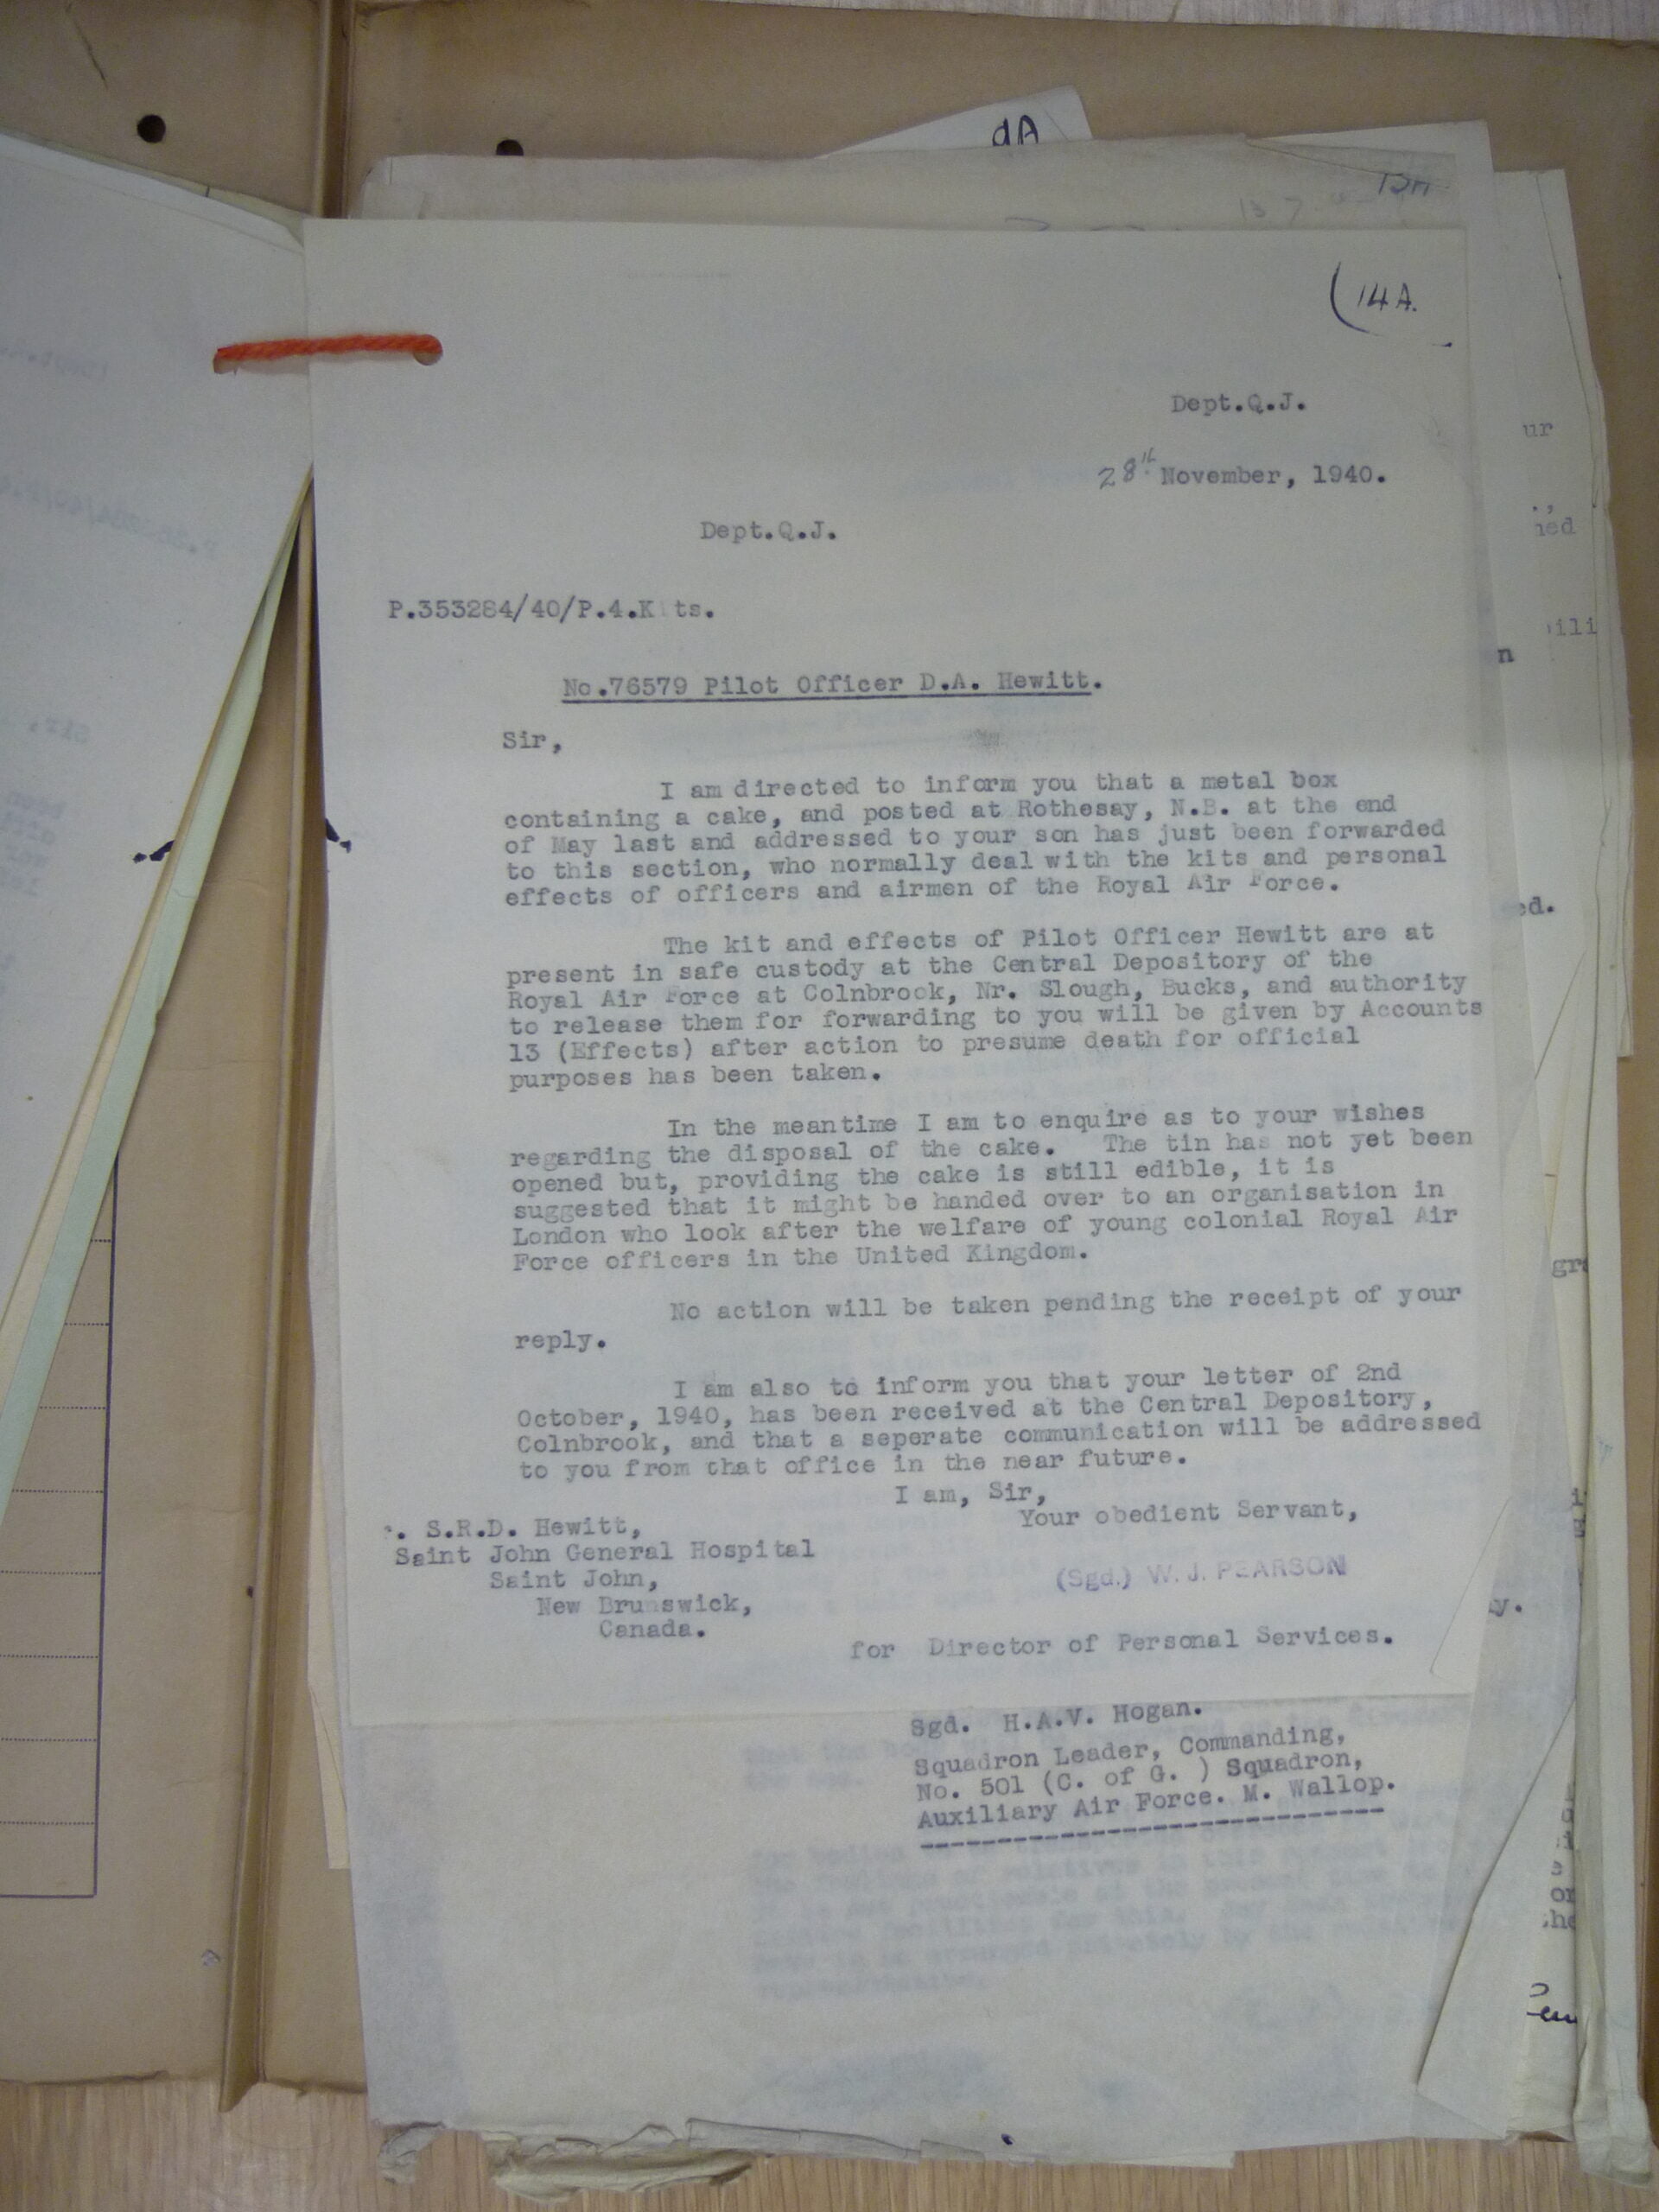 9A
(14A.
Dept.Q.J.
28th November, 1940.
Dept.Q.J.
P.353284/40/P.4.K ts.
No.76579 Pilot Officer D.A. Hewitt.
Sir,
I am directed to inform you that a metal box
containing a cake, and posted at Rothesay, N.B. at the end
of May last and addressed to your son has just been forwarded
to this section, who normally deal with the kits and personal
effects of officers and airmen of the Royal Air Force.
The kit and effects of Pilot Officer Hewitt are at
present in safe custody at the Central Depository of the
Royal Air Force at Colnbrook, Nr. Slough, Bucks, and authority
to release them for forwarding to you will be given by Accounts
13 (Effects) after action to presume death for official
purposes has been taken.
In the meantime I am to enquire as to your wishes
regarding the disposal of the cake. The tin has not yet been
opened but, providing the cake is still edible, it is
suggested that it might be handed over to an organisation in
London who look after the welfare of young colonial Royal Air
Force officers in the United Kingdom.
No action will be taken pending the receipt of your
reply.
I am also to inform you that your letter of 2nd
October, 1940, has been received at the Central Depository,
Colnbrook, and that a seperate communication will be addressed
to you from that office in the near future.
I am, Sir,
Your obedient Servant,
. S.R.D. Hewitt,
Saint John General Hospital
Saint John,
New Brunswick,
Canada.
(Sgd.) W. J. PEARSON
for Director of Personal Services.
Sgd. H.A.V. Hogan.
Squadron Leader, Commanding,
No. 501 (C. of G. ) Squadron,
Auxiliary Air Force. M. Wallop.